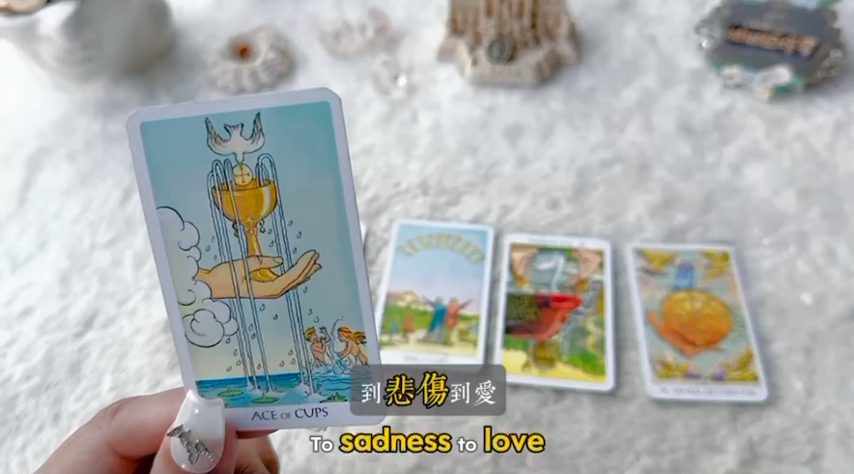 ACE OF CUPS
到悲傷到愛
To sadness to love